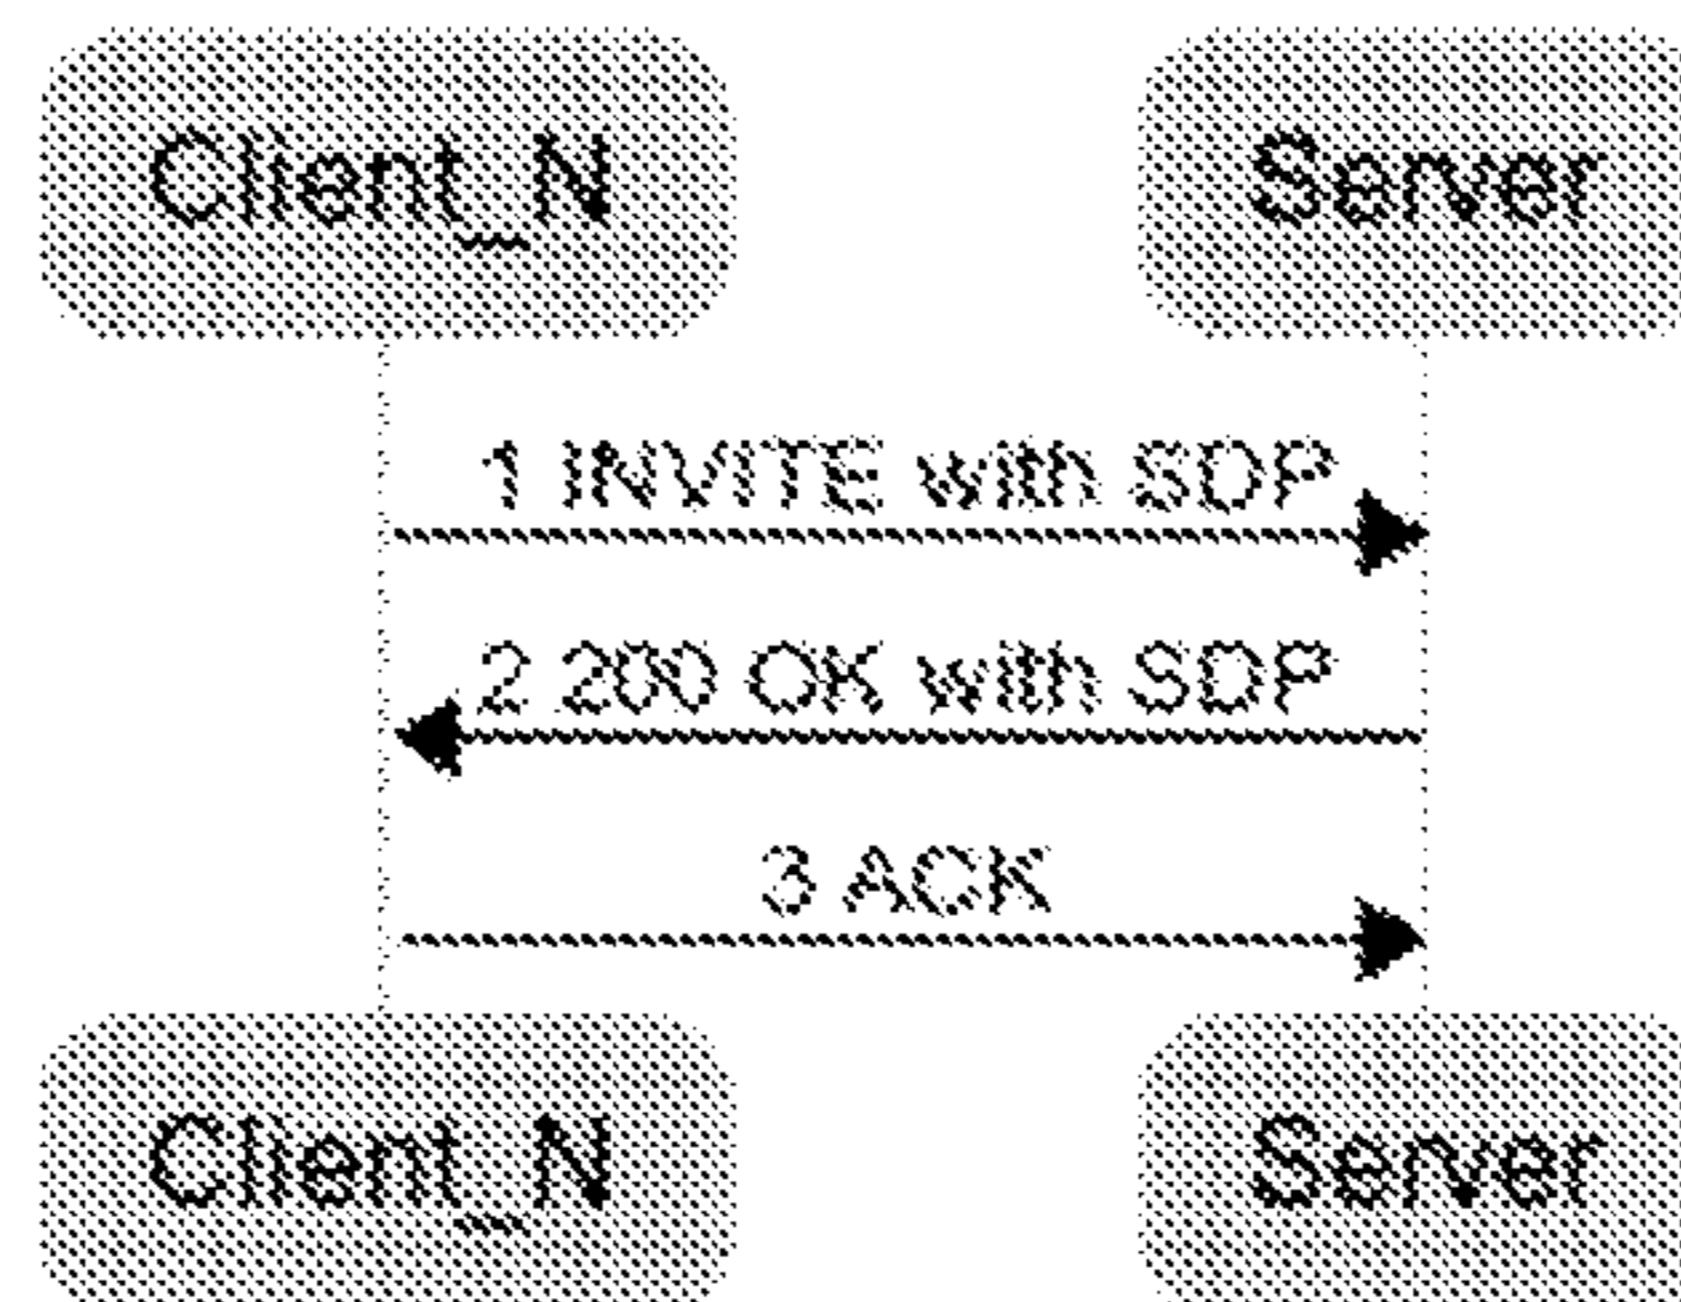 Client_N Server
1 INVITE with SDP
2 200 OK with SDP
3 ACK
Client_N Server